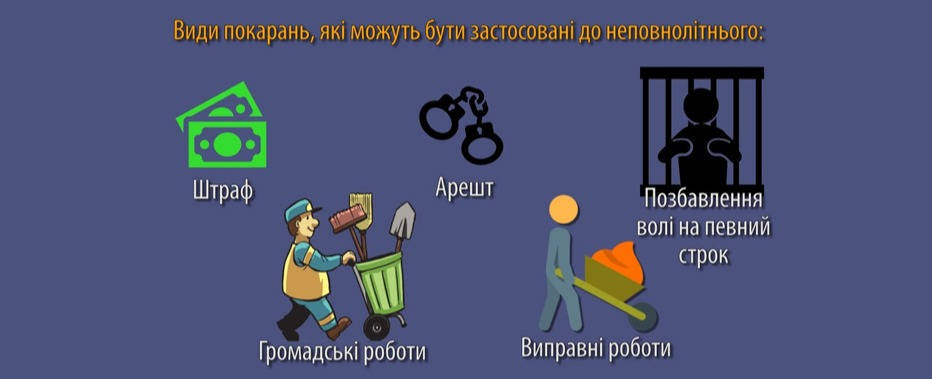 Види покарань, які можуть бути застосовані до неповнолітнього:
Штраф
Арешт
Позбавлення
волі на певний
строк
Громадські роботи
Виправні роботи